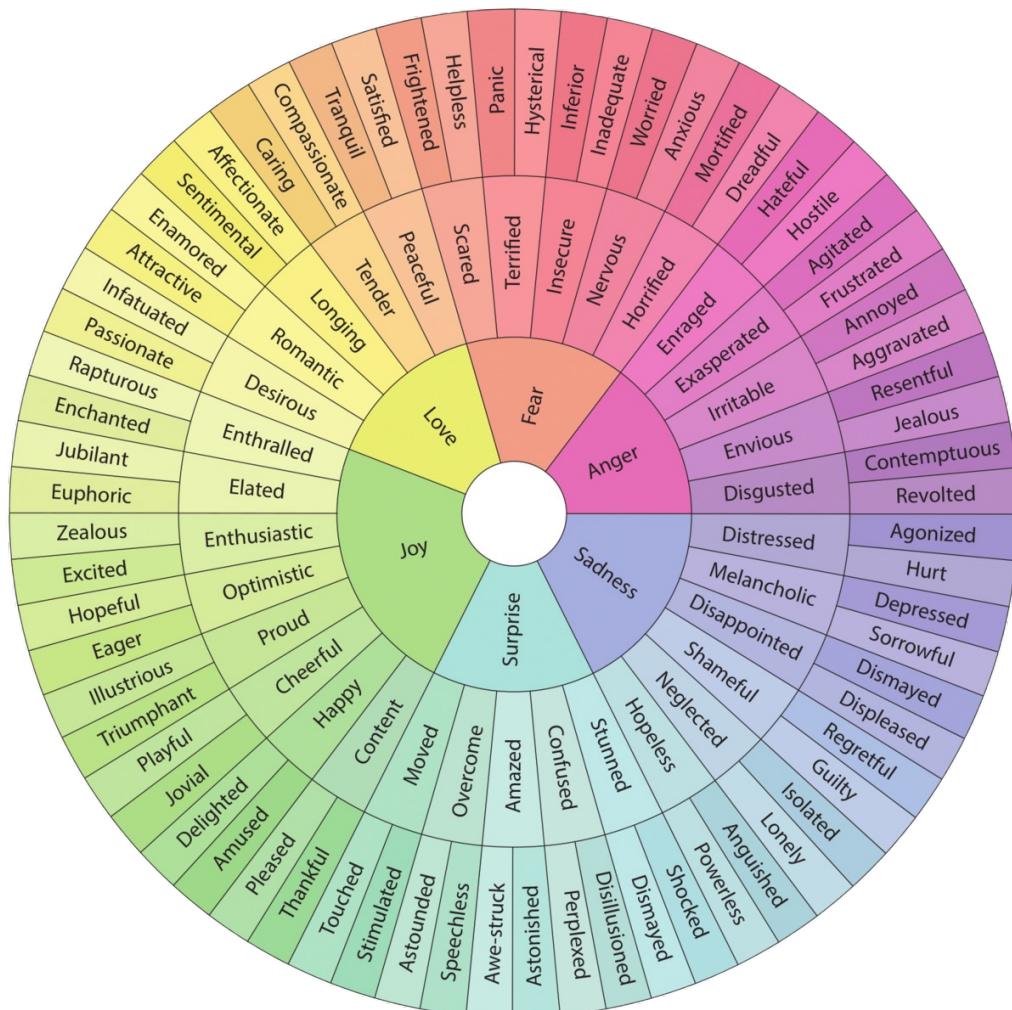 Love
Fear
Anger
Sadness
Surprise
Joy
Longing
Tender
Peaceful
Scared
Terrified
Insecure
Nervous
Horrified
Enraged
Exasperated
Irritable
Envious
Disgusted
Distressed
Melancholic
Disappointed
Shameful
Neglected
Hopeless
Stunned
Confused
Amazed
Overcome
Moved
Content
Happy
Cheerful
Proud
Optimistic
Enthusiastic
Elated
Enthralled
Desirous
Romantic
Sentimental
Affectionate
Caring
Compassionate
Tranquil
Satisfied
Frightened
Helpless
Panic
Hysterical
Inferior
Inadequate
Worried
Anxious
Mortified
Dreadful
Hateful
Hostile
Agitated
Frustrated
Annoyed
Aggravated
Resentful
Jealous
Contemptuous
Revolted
Agonized
Hurt
Depressed
Sorrowful
Dismayed
Displeased
Regretful
Guilty
Isolated
Lonely
Anguished
Powerless
Shocked
Dismayed
Disillusioned
Perplexed
Astonished
Awe-struck
Speechless
Astounded
Stimulated
Touched
Thankful
Pleased
Amused
Delighted
Jovial
Playful
Triumphant
Illustrious
Eager
Hopeful
Excited
Zealous
Euphoric
Jubilant
Enchanted
Rapturous
Passionate
Infatuated
Attractive
Enamored